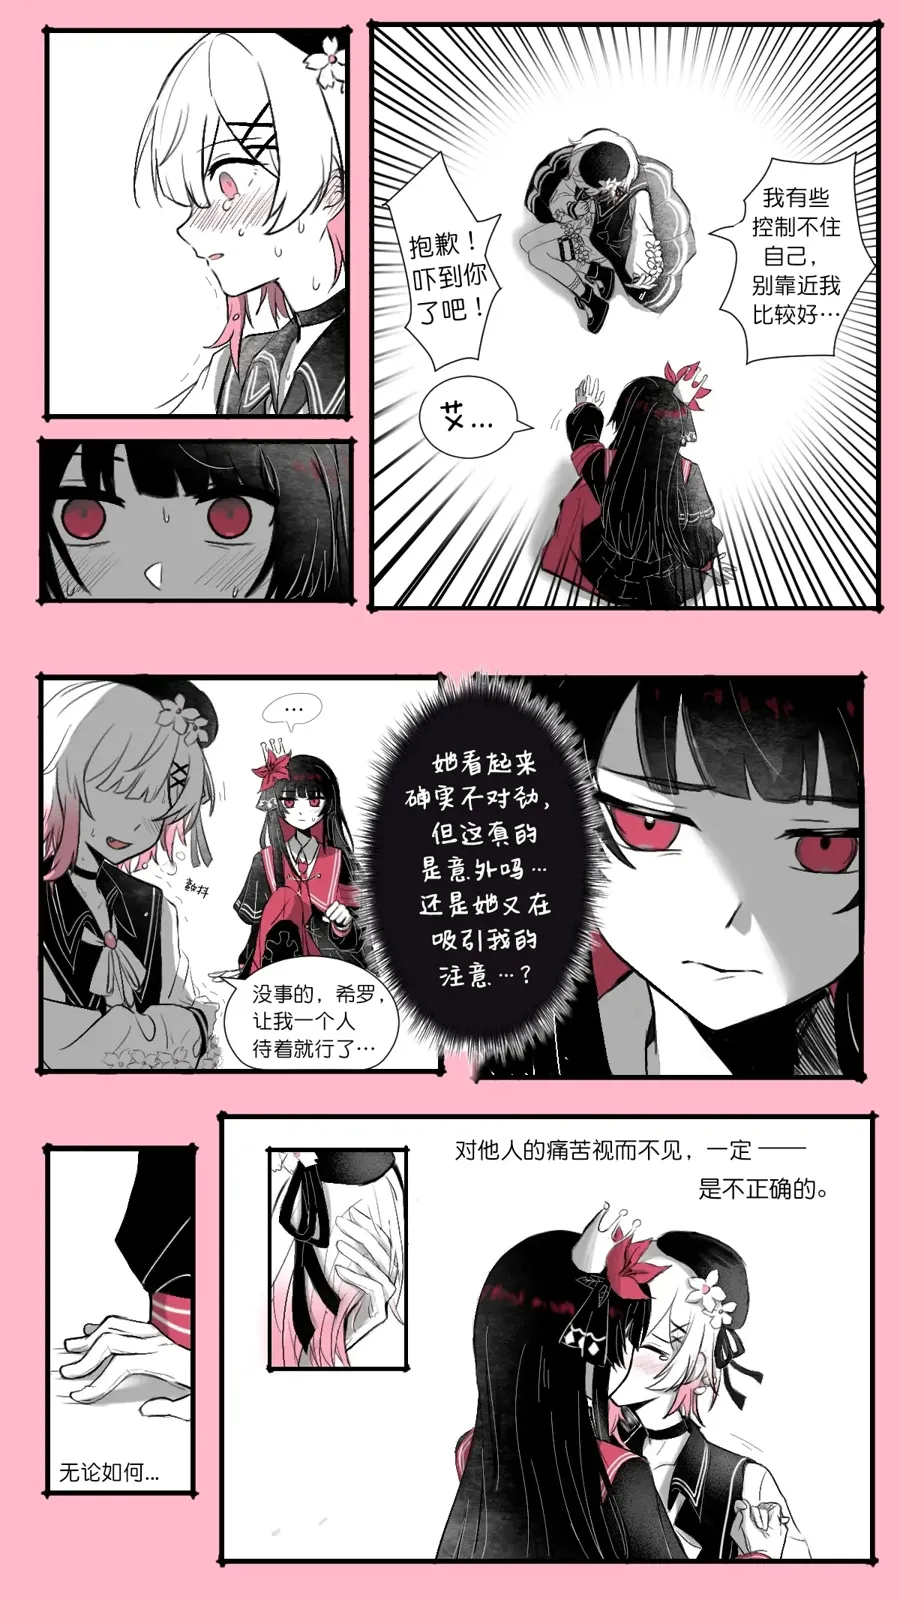 抱歉！
吓到你
了吧！
我有些
控制不住
自己，
别靠近我
比较好…
艾…
…
颤抖
没事的，希罗，
让我一个人
待着就行了…
她看起来
确实不对劲，
但这真的
是意外吗…
还是她又在
吸引我的
注意…？
无论如何...
对他人的痛苦视而不见，一定——
是不正确的。